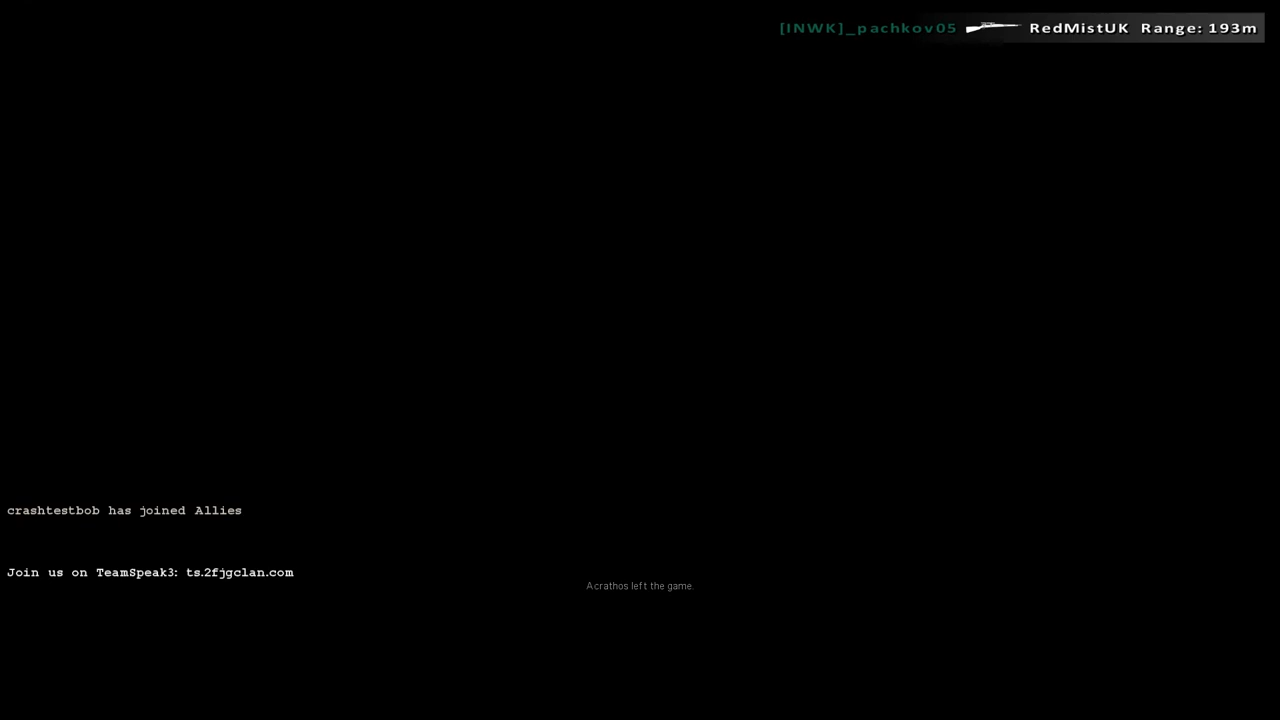 [INWK]_pachkov05 RedMistUK Range: 193m
crashtestbob has joined Allies
Join us on TeamSpeak3: ts.2fjgclan.com
Acrathos left the game.